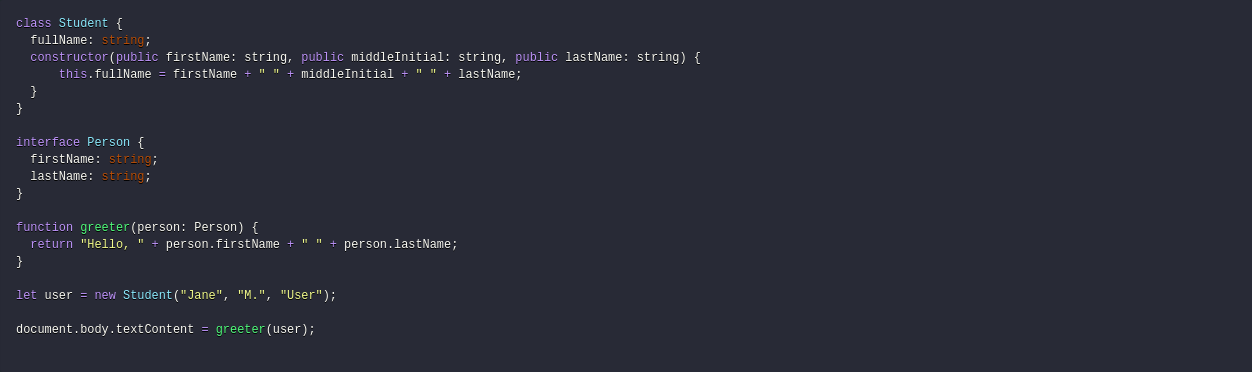 class Student {
  fullName: string;
  constructor(public firstName: string, public middleInitial: string, public lastName: string) {
      this.fullName = firstName + " " + middleInitial + " " + lastName;
  }
}

interface Person {
  firstName: string;
  lastName: string;
}

function greeter(person: Person) {
  return "Hello, " + person.firstName + " " + person.lastName;
}

let user = new Student("Jane", "M.", "User");

document.body.textContent = greeter(user);